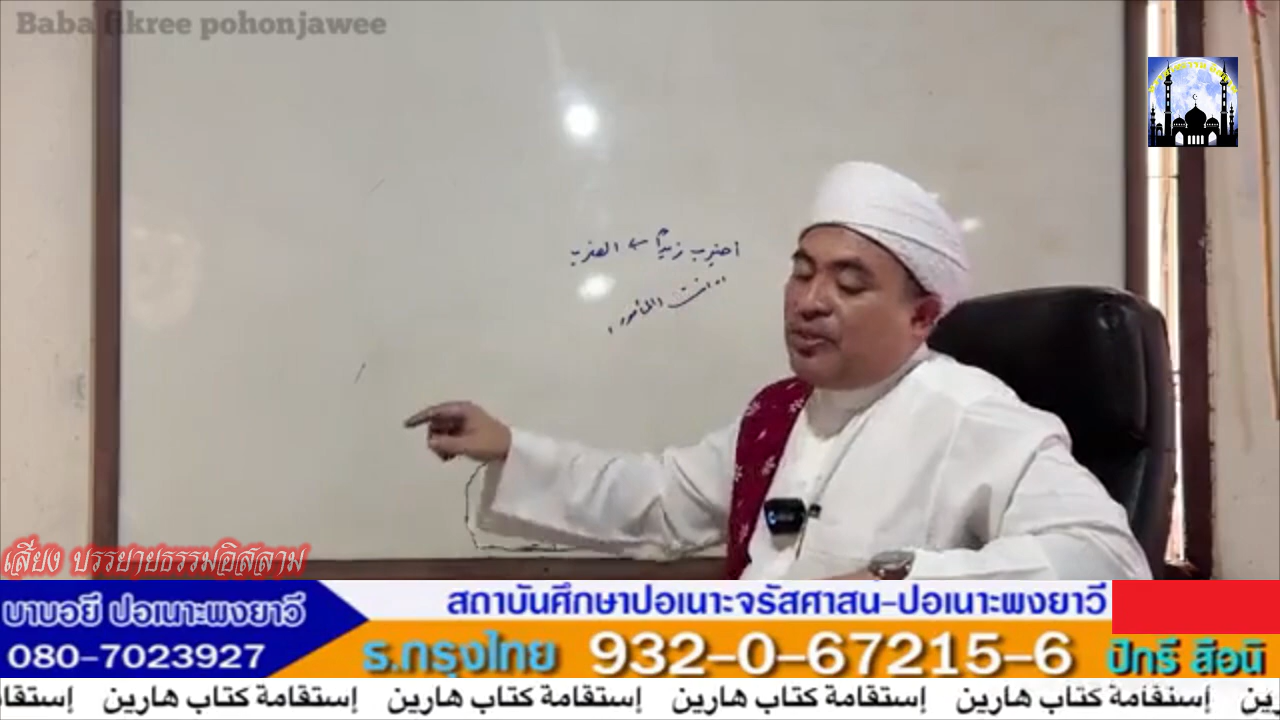 Baba fikree pohonjawee
اضرب زيدا ← الضرب
انت
เสียง บรรยายธรรมอิสลาม
บาบอยี ปอเนาะพงยาวี
080-7023927
สถาบันศึกษาปอเนาะจรัสศาสน์-ปอเนาะพงยาวี
ธ.กรุงไทย 932-0-67215-6 ฟิกรี สือนิ
إستقامة كتاب هارين إستقامة كتاب هارين إستقامة كتاب هارين إستقامة كتاب هارين